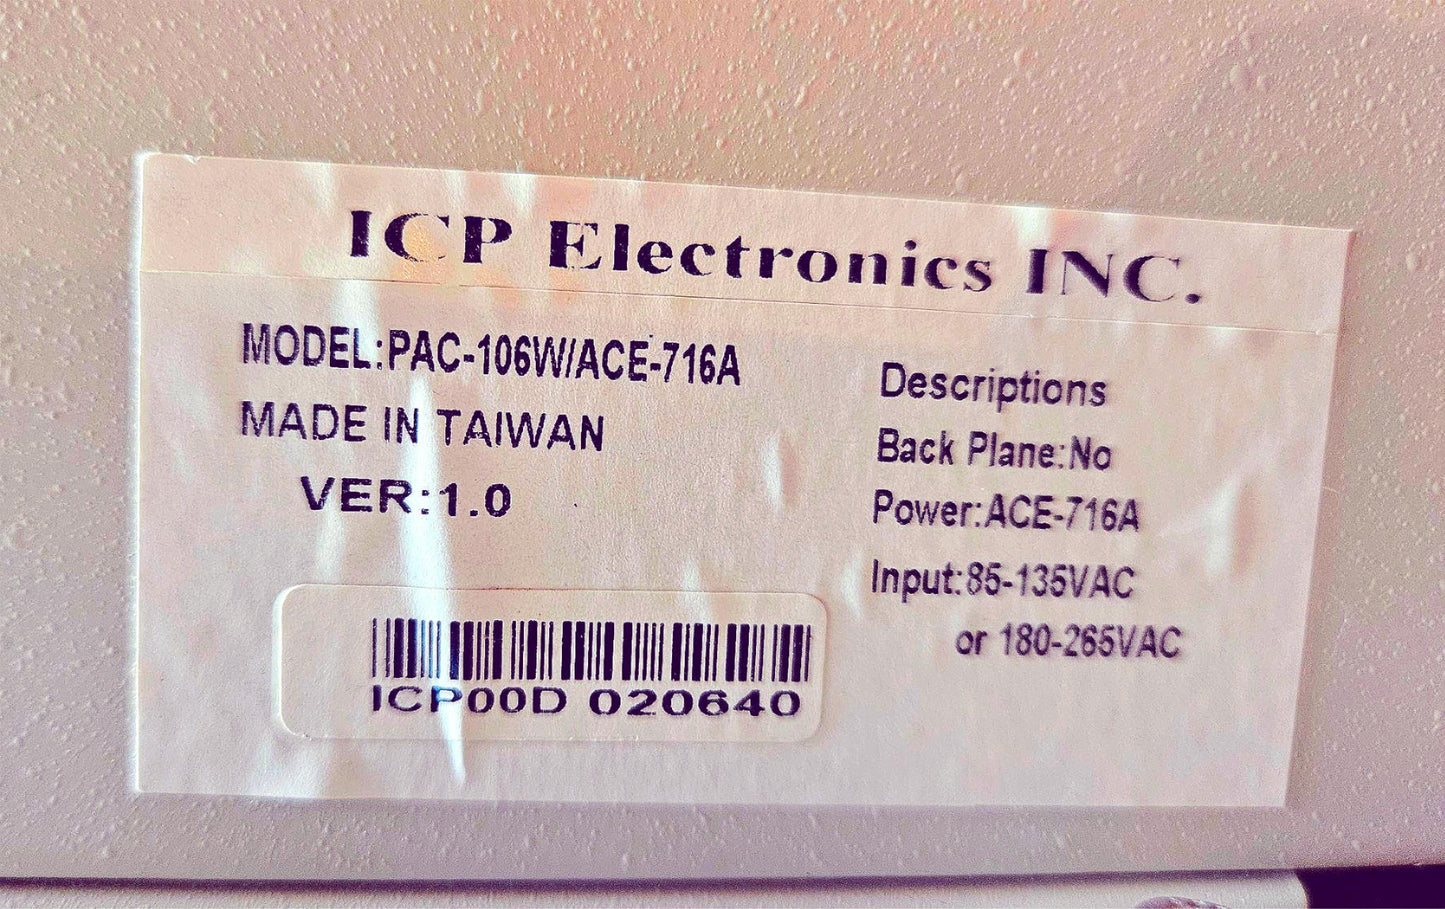 ICP Electronics INC.
MODEL:PAC-106W/ACE-716A
MADE IN TAIWAN
VER:1.0
ICP00D 020640
Descriptions
Back Plane:No
Power:ACE-716A
Input:85-135VAC
or 180-265VAC